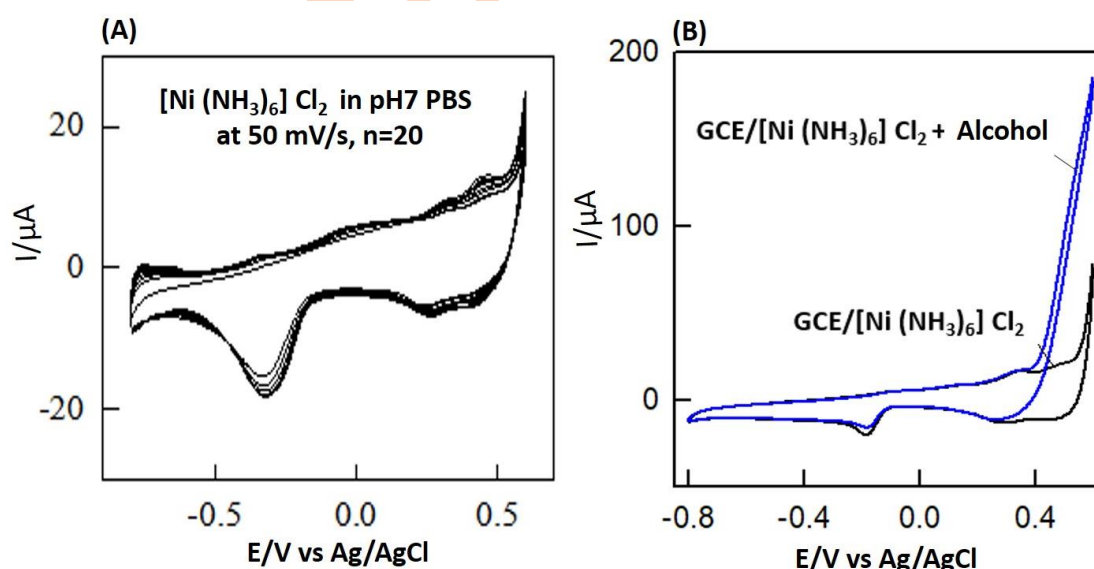 (A)
[Ni (NH3)6] Cl2 in pH7 PBS
at 50 mV/s, n=20
I/µA
20
0
-20
-0.5
0.0
0.5
E/V vs Ag/AgCl
(B)
GCE/[Ni (NH3)6] Cl2 + Alcohol
GCE/[Ni (NH3)6] Cl2
I/µA
200
100
0
-0.8
-0.4
0.0
0.4
E/V vs Ag/AgCl